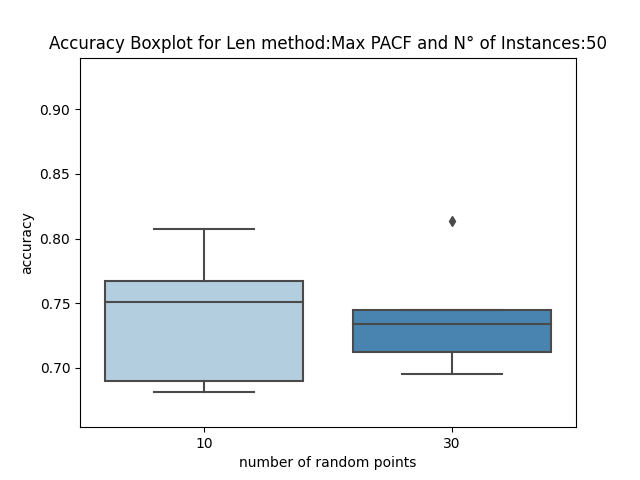 Accuracy Boxplot for Len method:Max PACF and N° of Instances:50
0.90
0.85
0.80
0.75
0.70
accuracy
10
30
number of random points